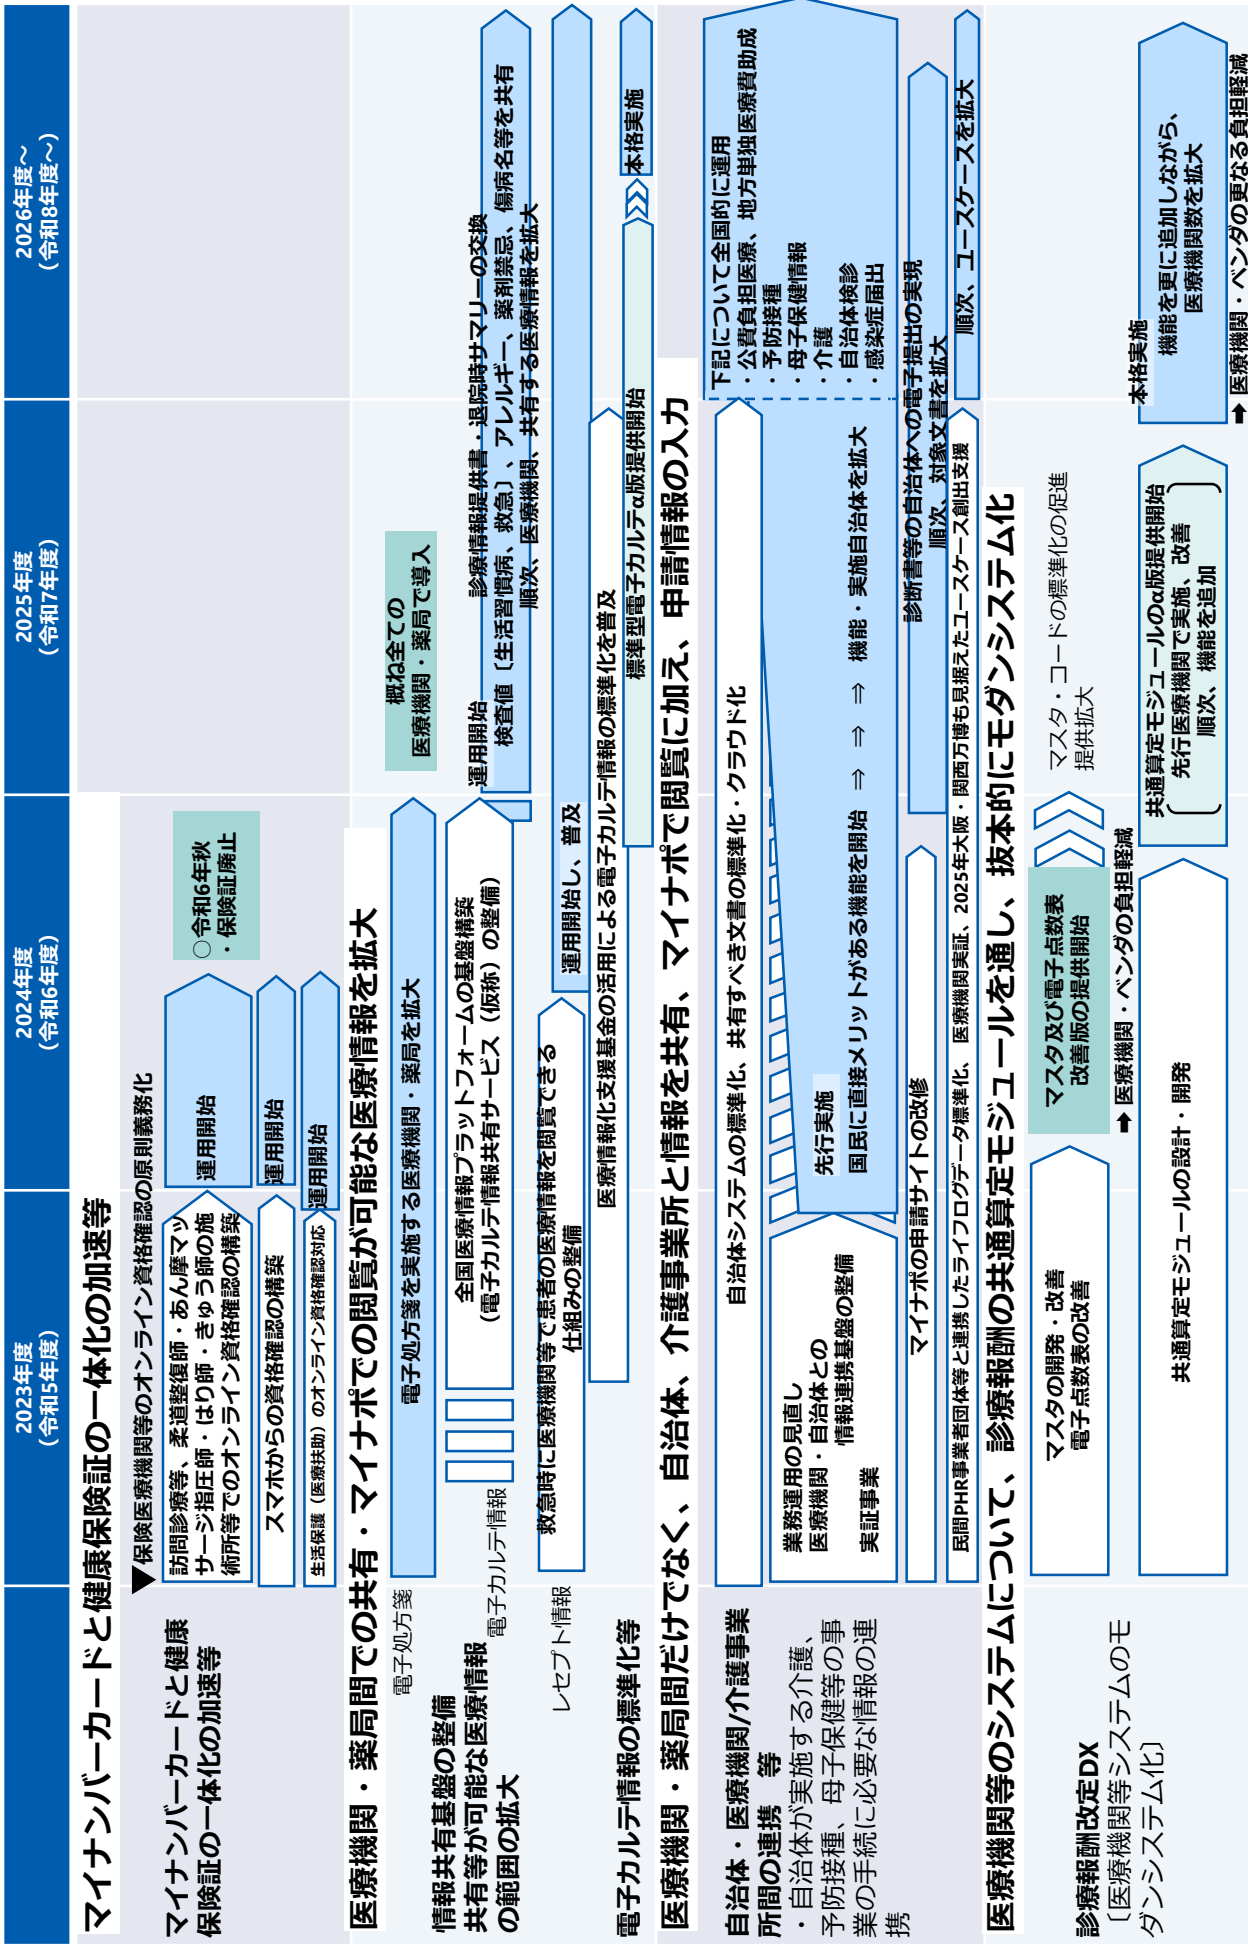 2023年度
（令和5年度）
2024年度
（令和6年度）
2025年度
（令和7年度）
2026年度～
（令和8年度～）
マイナンバーカードと健康保険証の一体化の加速等
マイナンバーカードと健康
保険証の一体化の加速等
▼保険医療機関等のオンライン資格確認の原則義務化
訪問診療等、柔道整復師・あん摩マッ
サージ指圧師・はり師・きゅう師の施
術所等でのオンライン資格確認の構築
運用開始
○令和6年秋
・保険証廃止
スマホからの資格確認の構築
運用開始
生活保護（医療扶助）のオンライン資格確認対応
運用開始
医療機関・薬局間での共有・マイナポでの閲覧が可能な医療情報を拡大
情報共有基盤の整備
共有等が可能な医療情報
の範囲の拡大
電子処方箋
電子処方箋を実施する医療機関・薬局を拡大
概ね全ての
医療機関・薬局で導入
電子カルテ情報
全国医療情報プラットフォームの基盤構築
（電子カルテ情報共有サービス（仮称）の整備）
運用開始
診療情報提供書・退院時サマリーの交換
検査値〔生活習慣病、救急〕、アレルギー、薬剤禁忌、傷病名等を共有
順次、医療機関、共有する医療情報を拡大
レセプト情報
救急時に医療機関等で患者の医療情報を閲覧できる
仕組みの整備
運用開始し、普及
電子カルテ情報の標準化等
医療情報化支援基金の活用による電子カルテ情報の標準化を普及
標準型電子カルテα版提供開始
本格実施
医療機関・薬局間だけでなく、自治体、介護事業所と情報を共有、マイナポで閲覧に加え、申請情報の入力
自治体・医療機関/介護事業
所間の連携　等
・自治体が実施する介護、
予防接種、母子保健等の事
業の手続に必要な情報の連
携
自治体システムの標準化、共有すべき文書の標準化・クラウド化
業務運用の見直し
医療機関・自治体との
情報連携基盤の整備
実証事業
先行実施
国民に直接メリットがある機能を開始　⇒　⇒　⇒　機能・実施自治体を拡大
下記について全国的に運用
・公費負担医療、地方単独医療費助成
・予防接種
・母子保健情報
・介護
・自治体検診
・感染症届出
マイナポの申請サイトの改修
診断書等の自治体への電子提出の実現
順次、対象文書を拡大
民間PHR事業者団体等と連携したライフログデータ標準化、医療機関実証、2025年大阪・関西万博も見据えたユースケース創出支援
順次、ユースケースを拡大
医療機関等のシステムについて、診療報酬の共通算定モジュールを通し、抜本的にモダンシステム化
診療報酬改定DX
〔医療機関等システムのモ
ダンシステム化〕
マスタの開発・改善
電子点数表の改善
マスタ及び電子点数表
改善版の提供開始
マスタ・コードの標準化の促進
提供拡大
➡医療機関・ベンダの負担軽減
共通算定モジュールの設計・開発
共通算定モジュールのα版提供開始
先行医療機関で実施、改善
順次、機能を追加
本格実施
機能を更に追加しながら、
医療機関数を拡大
➡医療機関・ベンダの更なる負担軽減